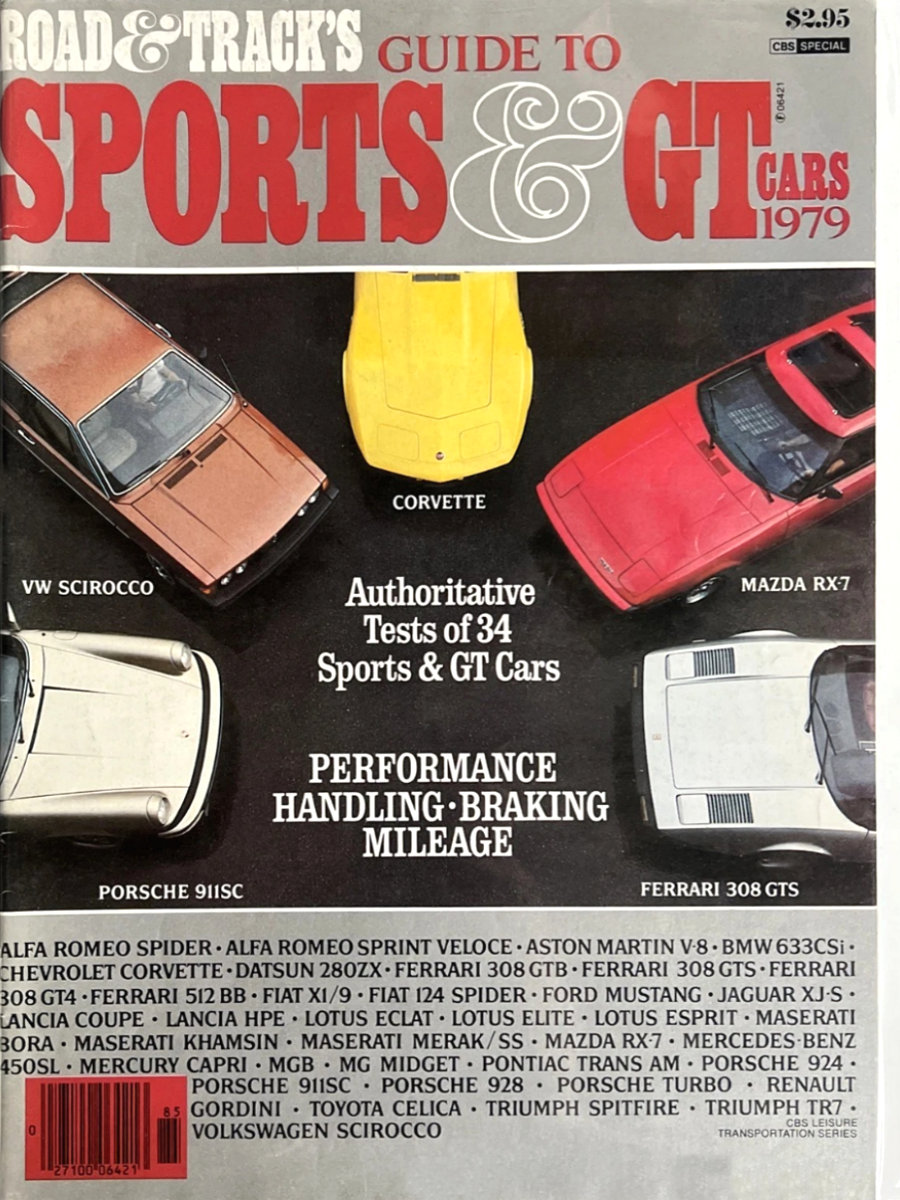 ROAD & TRACK'S GUIDE TO
$2.95
CBS SPECIAL
Ⓕ 06421
SPORTS & GT CARS
1979
CORVETTE
VW SCIROCCO
MAZDA RX-7
Authoritative
Tests of 34
Sports & GT Cars
PERFORMANCE
HANDLING·BRAKING
MILEAGE
PORSCHE 911SC
FERRARI 308 GTS
ALFA ROMEO SPIDER · ALFA ROMEO SPRINT VELOCE · ASTON MARTIN V-8 · BMW 633CSi ·
CHEVROLET CORVETTE · DATSUN 280ZX · FERRARI 308 GTB · FERRARI 308 GTS · FERRARI
308 GT4 · FERRARI 512 BB · FIAT X1/9 · FIAT 124 SPIDER · FORD MUSTANG · JAGUAR XJ-S ·
LANCIA COUPE · LANCIA HPE · LOTUS ECLAT · LOTUS ELITE · LOTUS ESPRIT · MASERATI
BORA · MASERATI KHAMSIN · MASERATI MERAK/SS · MAZDA RX-7 · MERCEDES-BENZ
450SL · MERCURY CAPRI · MGB · MG MIDGET · PONTIAC TRANS AM · PORSCHE 924 ·
PORSCHE 911SC · PORSCHE 928 · PORSCHE TURBO · RENAULT
GORDINI · TOYOTA CELICA · TRIUMPH SPITFIRE · TRIUMPH TR7 ·
VOLKSWAGEN SCIROCCO
CBS LEISURE
TRANSPORTATION SERIES
85
0
27100 06421